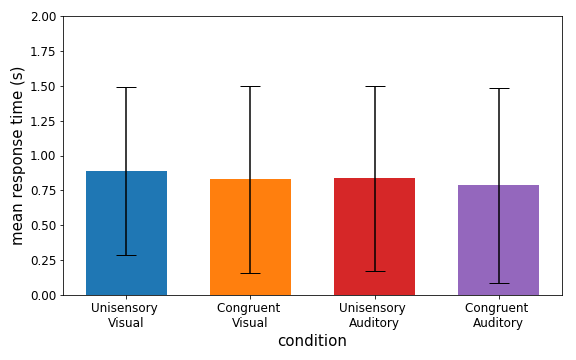 mean response time (s)
2.00
1.75
1.50
1.25
1.00
0.75
0.50
0.25
0.00
Unisensory
Visual
Congruent
Visual
Unisensory
Auditory
Congruent
Auditory
condition